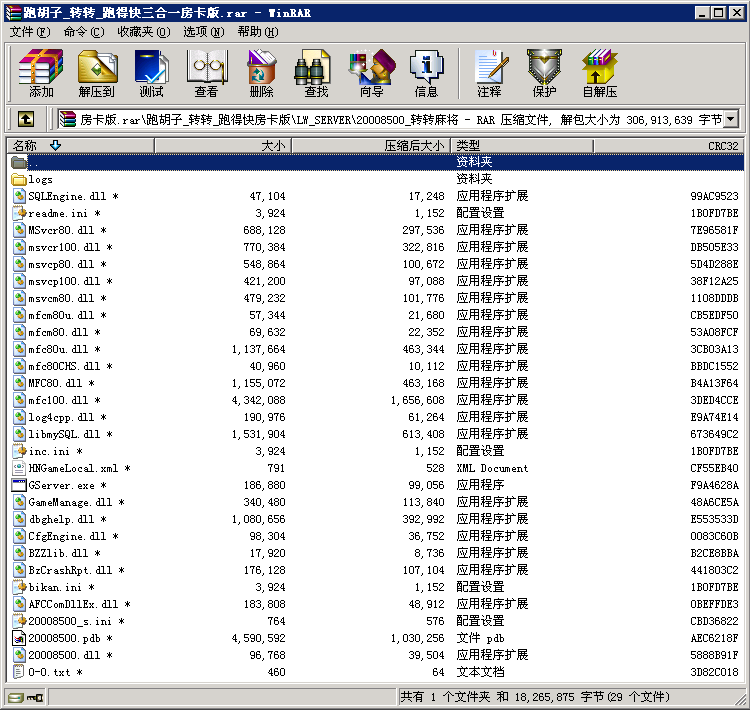 跑胡子_转转_跑得快三合一房卡版.rar - WinRAR
文件(F) 命令(C) 收藏夹(O) 选项(N) 帮助(H)
添加 解压到 测试 查看 删除 查找 向导 信息 注释 保护 自解压
房卡版.rar\跑胡子_转转_跑得快房卡版\LW_SERVER\20008500_转转麻将 - RAR 压缩文件, 解包大小为 306,913,639 字节
名称 大小 压缩后大小 类型 CRC32
.. 资料夹
logs 资料夹
SQLEngine.dll * 47,104 17,248 应用程序扩展 99AC9523
readme.ini * 3,924 1,152 配置设置 1B0FD7BE
MSvcr80.dll * 688,128 297,536 应用程序扩展 7E96581F
msvcr100.dll * 770,384 322,816 应用程序扩展 DB505E33
msvcp80.dll * 548,864 100,672 应用程序扩展 5D4D288E
msvcp100.dll * 421,200 97,088 应用程序扩展 38F12A25
msvcm80.dll * 479,232 101,776 应用程序扩展 1108DDDB
mfcm80u.dll * 57,344 21,680 应用程序扩展 CB5EDF50
mfcm80.dll * 69,632 22,352 应用程序扩展 53A08FCF
mfc80u.dll * 1,137,664 463,344 应用程序扩展 3CB03A13
mfc80CHS.dll * 40,960 10,112 应用程序扩展 BBDC1552
MFC80.dll * 1,155,072 463,168 应用程序扩展 B4A13F64
mfc100.dll * 4,342,088 1,656,608 应用程序扩展 3DED4CCE
log4cpp.dll * 190,976 61,264 应用程序扩展 E9A74E14
libmySQL.dll * 1,531,904 613,408 应用程序扩展 673649C2
inc.ini * 3,924 1,152 配置设置 1B0FD7BE
HNGameLocal.xml * 791 528 XML Document CF55EB40
GServer.exe * 186,880 99,056 应用程序 F9A4628A
GameManage.dll * 340,480 113,840 应用程序扩展 48A6CE5A
dbghelp.dll * 1,080,656 392,992 应用程序扩展 E553533D
CfgEngine.dll * 98,304 36,752 应用程序扩展 0083C60B
BZZlib.dll * 17,920 8,736 应用程序扩展 B2CE8BBA
BzCrashRpt.dll * 176,128 107,104 应用程序扩展 441803C2
bikan.ini * 3,924 1,152 配置设置 1B0FD7BE
AFCComDllEx.dll * 183,808 48,912 应用程序扩展 0BEFFDE3
20008500_s.ini * 764 576 配置设置 CBD36822
20008500.pdb * 4,590,592 1,030,256 文件 pdb AEC6218F
20008500.dll * 96,768 39,504 应用程序扩展 5888B91F
0-0.txt * 460 64 文本文档 3D82C018
共有 1 个文件夹 和 18,265,875 字节(29 个文件)